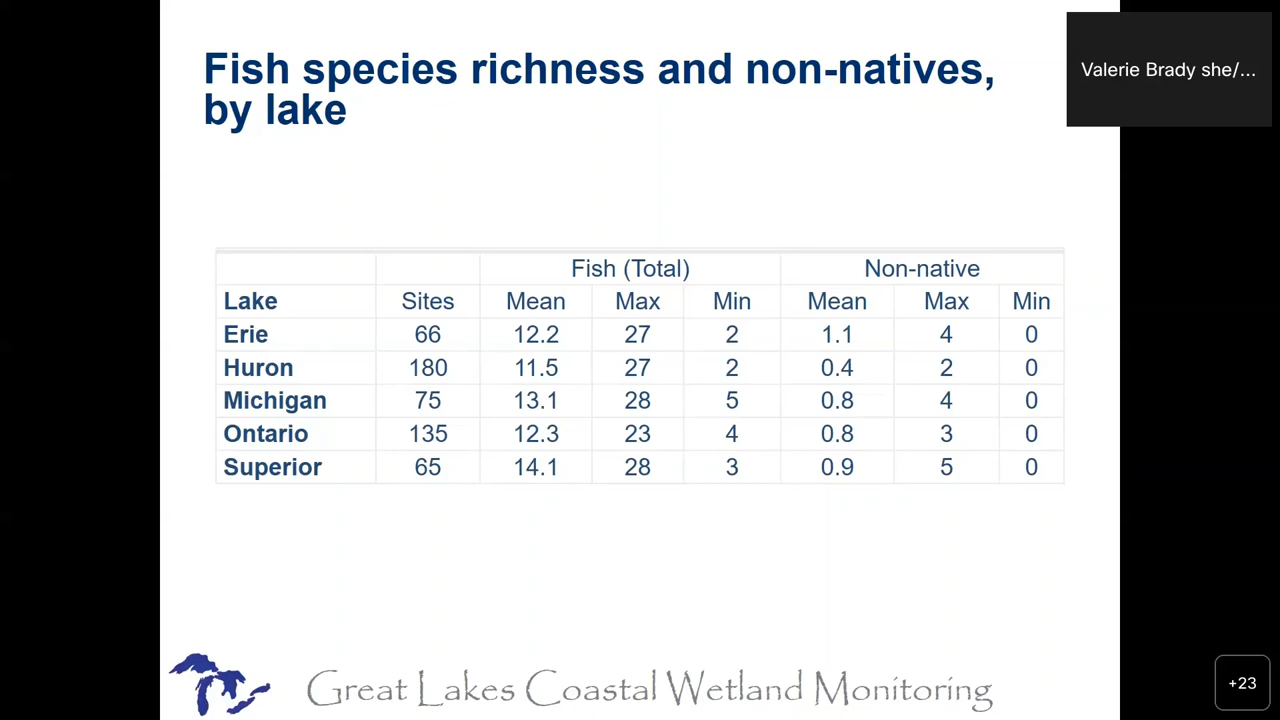 Fish species richness and non-natives,
by lake
Valerie Brady she/...
Fish (Total) Non-native
Lake Sites Mean Max Min Mean Max Min
Erie 66 12.2 27 2 1.1 4 0
Huron 180 11.5 27 2 0.4 2 0
Michigan 75 13.1 28 5 0.8 4 0
Ontario 135 12.3 23 4 0.8 3 0
Superior 65 14.1 28 3 0.9 5 0
Great Lakes Coastal Wetland Monitoring
+23